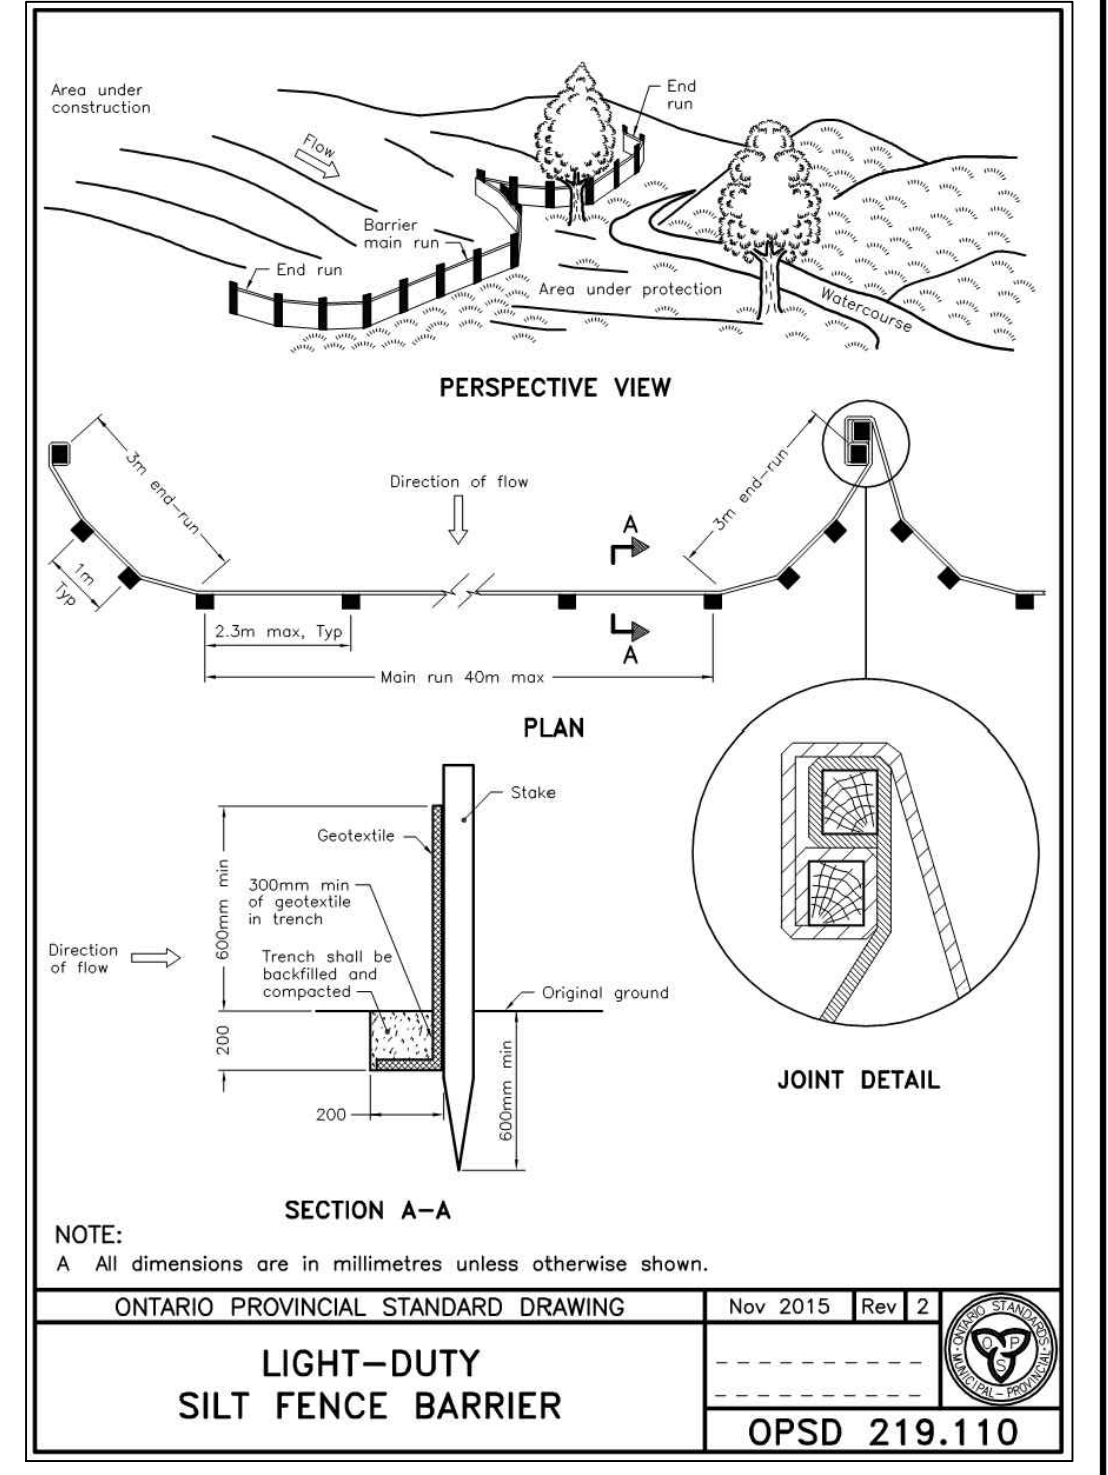 Area under
construction
End
run
Flow
Barrier
main run
End run
Area under protection
Watercourse
PERSPECTIVE VIEW
3m end-run
Direction of flow
3m end-run
A
1m
Typ
2.3m max, Typ
A
Main run 40m max
PLAN
Stake
Geotextile
600mm min
300mm min
of geotextile
in trench
Direction
of flow
Trench shall be
backfilled and
compacted
Original ground
200
600mm min
200
JOINT DETAIL
SECTION A-A
NOTE:
A All dimensions are in millimetres unless otherwise shown.
ONTARIO PROVINCIAL STANDARD DRAWING
Nov 2015
Rev
2
LIGHT-DUTY
SILT FENCE BARRIER
ONTARIO STANDARDS
MUNICIPAL - PROVINCIAL
O P
S
OPSD 219.110